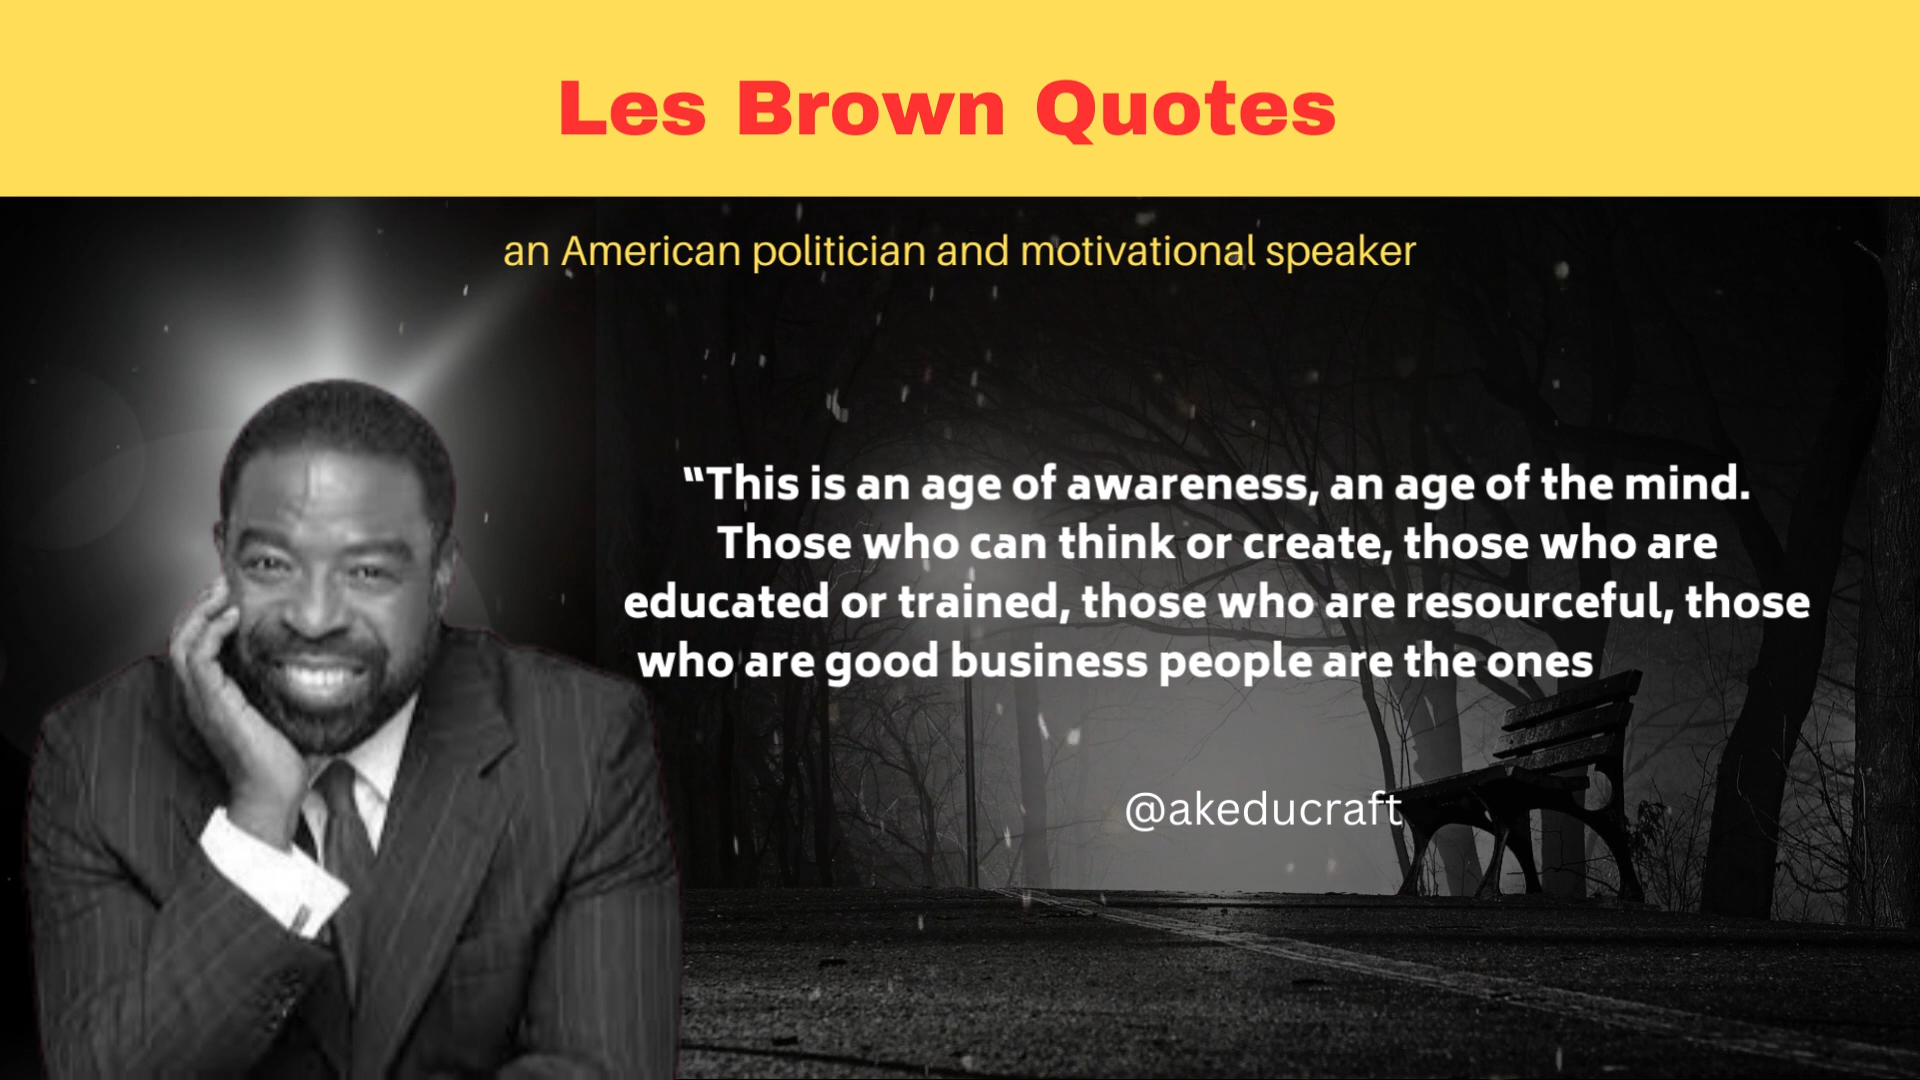 Les Brown Quotes
an American politician and motivational speaker
“This is an age of awareness, an age of the mind.
Those who can think or create, those who are
educated or trained, those who are resourceful, those
who are good business people are the ones
@akeducraft